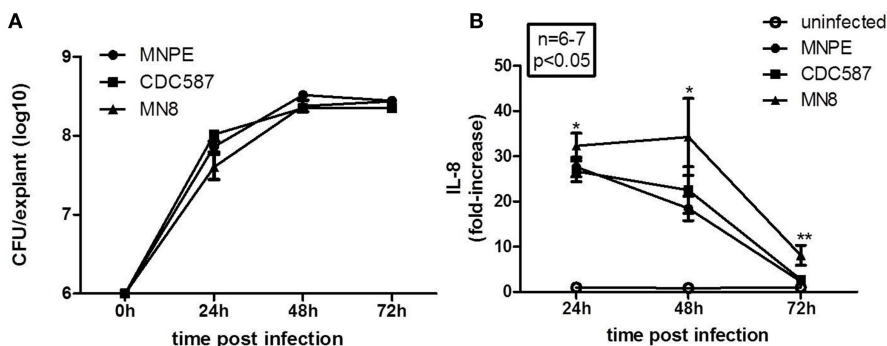 A
MNPE
CDC587
MN8
CFU/explant (log10)
9
8
7
6
0h 24h 48h 72h
time post infection
B
n=6-7
p<0.05
uninfected
MNPE
CDC587
MN8
IL-8
(fold-increase)
50
40
30
20
10
0
*
*
**
24h 48h 72h
time post infection